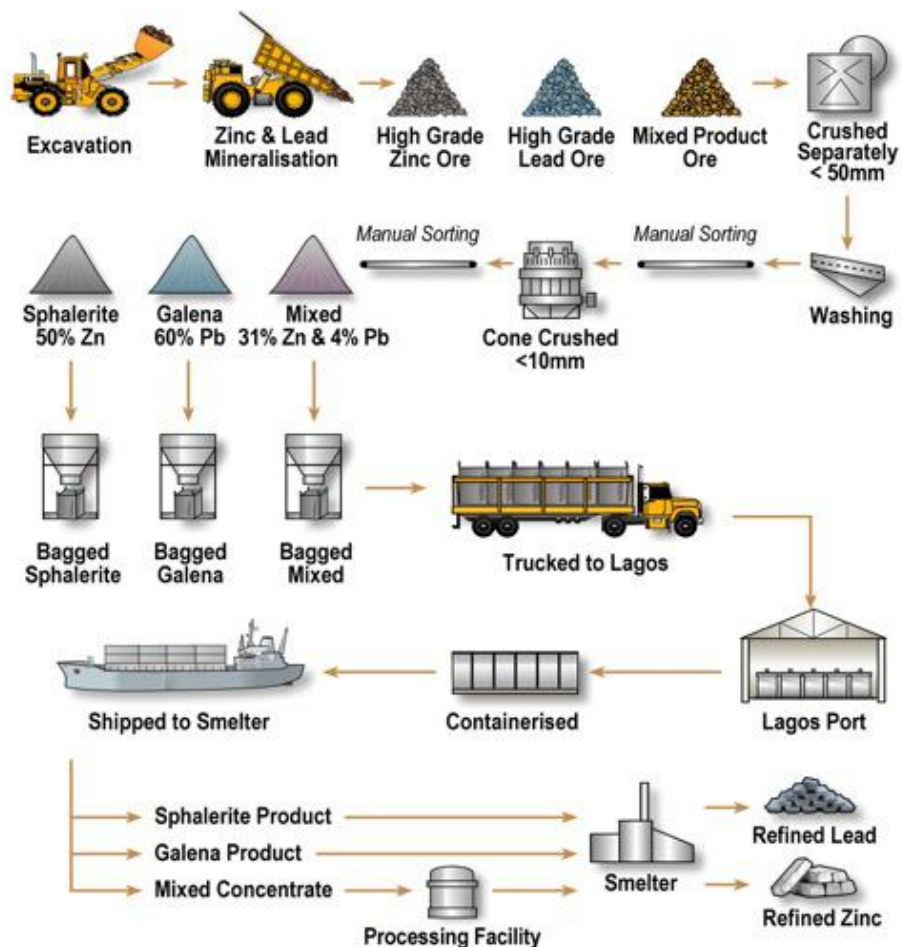 Excavation
Zinc & Lead
Mineralisation
High Grade
Zinc Ore
High Grade
Lead Ore
Mixed Product
Ore
Crushed
Separately
< 50mm
Manual Sorting
Manual Sorting
Sphalerite
50% Zn
Galena
60% Pb
Mixed
31% Zn & 4% Pb
Cone Crushed
<10mm
Washing
Bagged
Sphalerite
Bagged
Galena
Bagged
Mixed
Trucked to Lagos
Shipped to Smelter
Containerised
Lagos Port
Sphalerite Product
Galena Product
Mixed Concentrate
Processing Facility
Smelter
Refined Lead
Refined Zinc